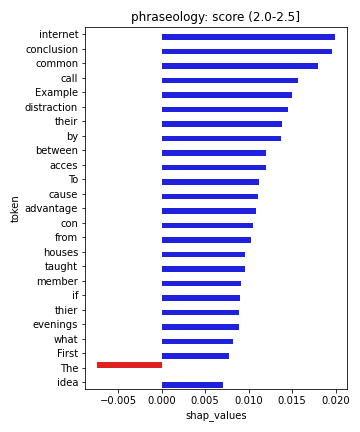 phraseology: score (2.0-2.5]
internet
conclusion
common
call
Example
distraction
their
by
between
acces
To
cause
advantage
con
from
houses
taught
member
if
thier
evenings
what
First
The
idea
token
−0.005 0.000 0.005 0.010 0.015 0.020
shap_values